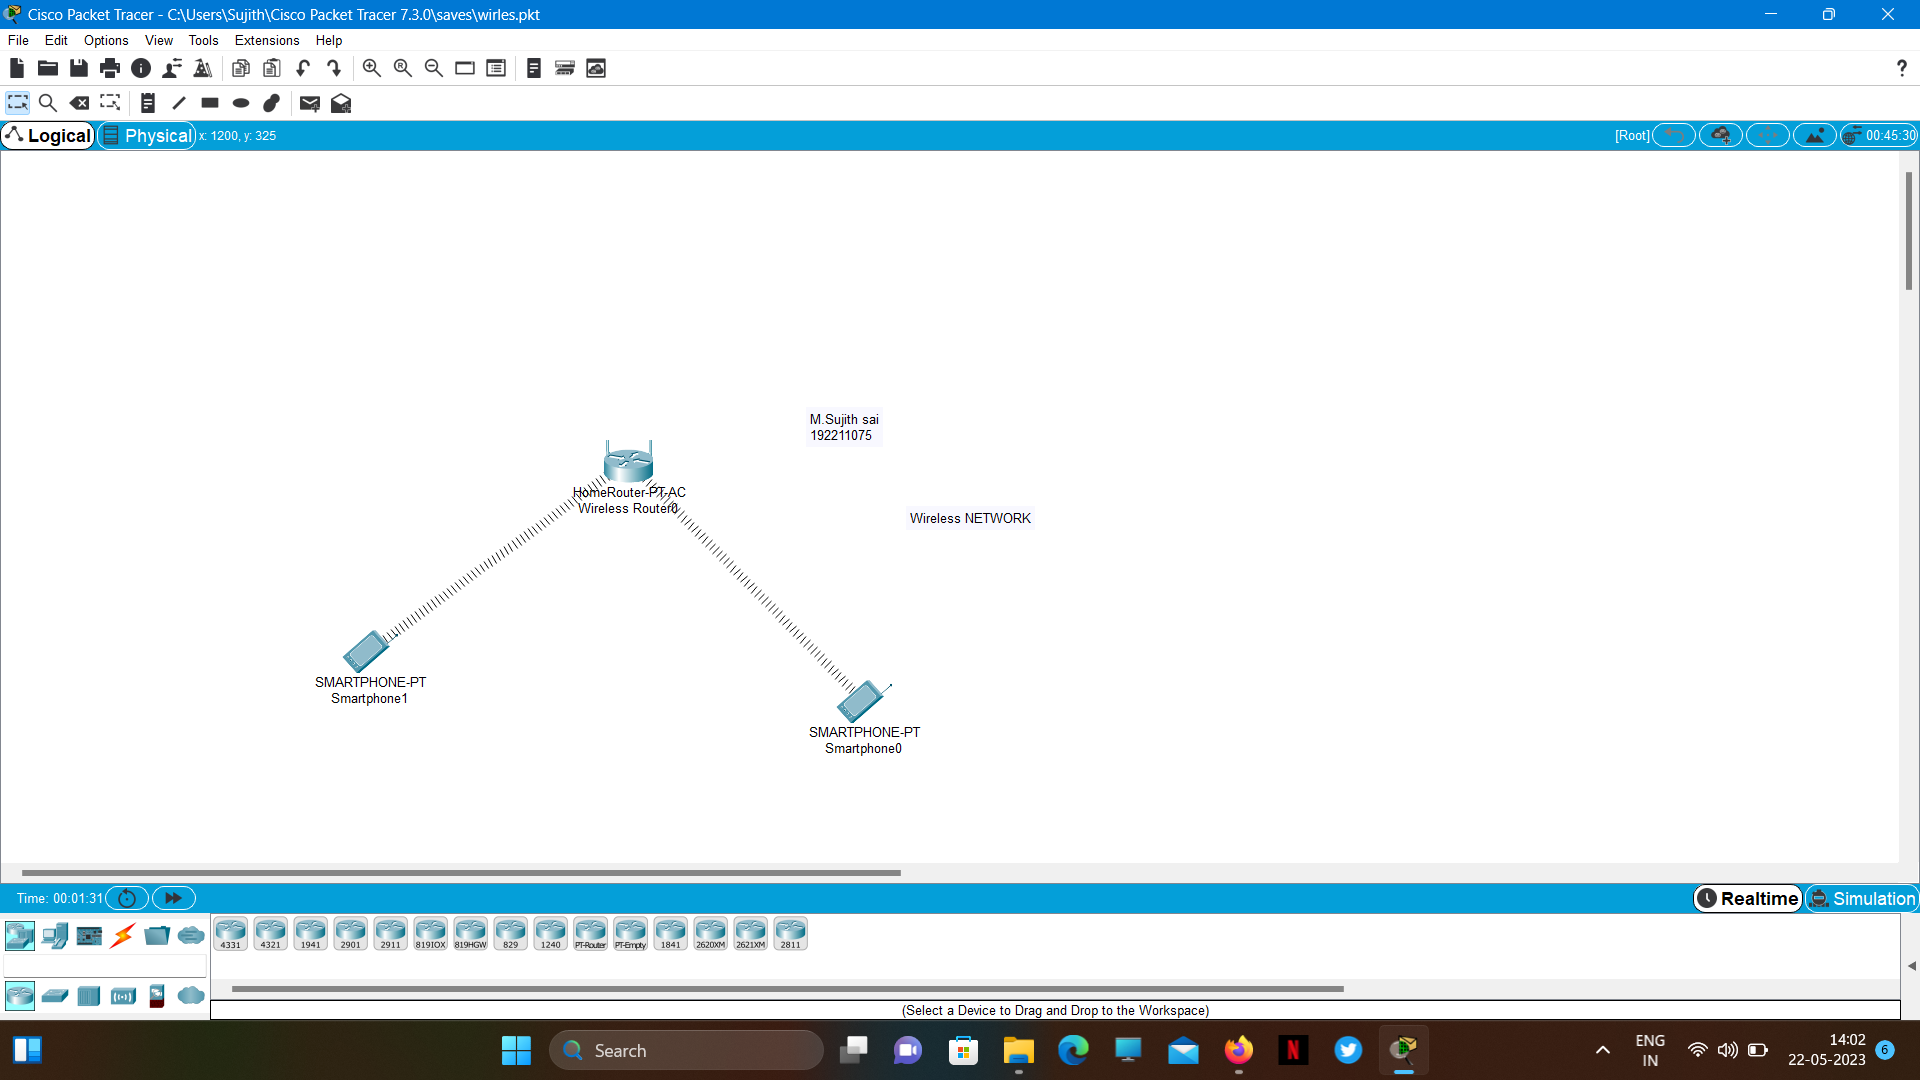 Cisco Packet Tracer - C:\Users\Sujith\Cisco Packet Tracer 7.3.0\saves\wirles.pkt
File Edit Options View Tools Extensions Help
?
Logical Physical x: 1200, y: 325 [Root] 00:45:30
M.Sujith sai
192211075
HomeRouter-PT-AC
Wireless Router0
Wireless NETWORK
SMARTPHONE-PT
Smartphone1
SMARTPHONE-PT
Smartphone0
Time: 00:01:31 Realtime Simulation
4331 4321 1941 2901 2911 819IOX 819HGW 829 1240 PT-Router PT-Empty 1841 2620XM 2621XM 2811
(Select a Device to Drag and Drop to the Workspace)
Search
ENG
IN
14:02
22-05-2023
6